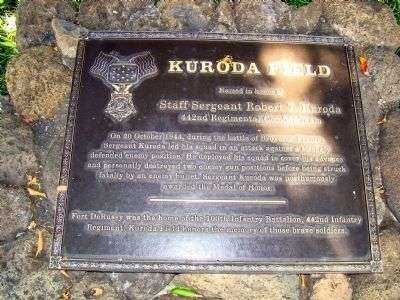 KURODA FIELD
Named in honor of
Staff Sergeant Robert T. Kuroda
442nd Regimental Combat Team
On 20 October 1944, during the battle of Bruyeres, France,
Sergeant Kuroda led his squad in an attack against a
defended enemy position. He deployed his squad to cover his advance
and personally destroyed two enemy gun positions before being struck
fatally by an enemy bullet. Sergeant Kuroda was posthumously
awarded the Medal of Honor.
Fort DeRussy was the home of the 100th Infantry Battalion, 442nd Infantry
Regiment. Kuroda Field honors the memory of those brave soldiers.